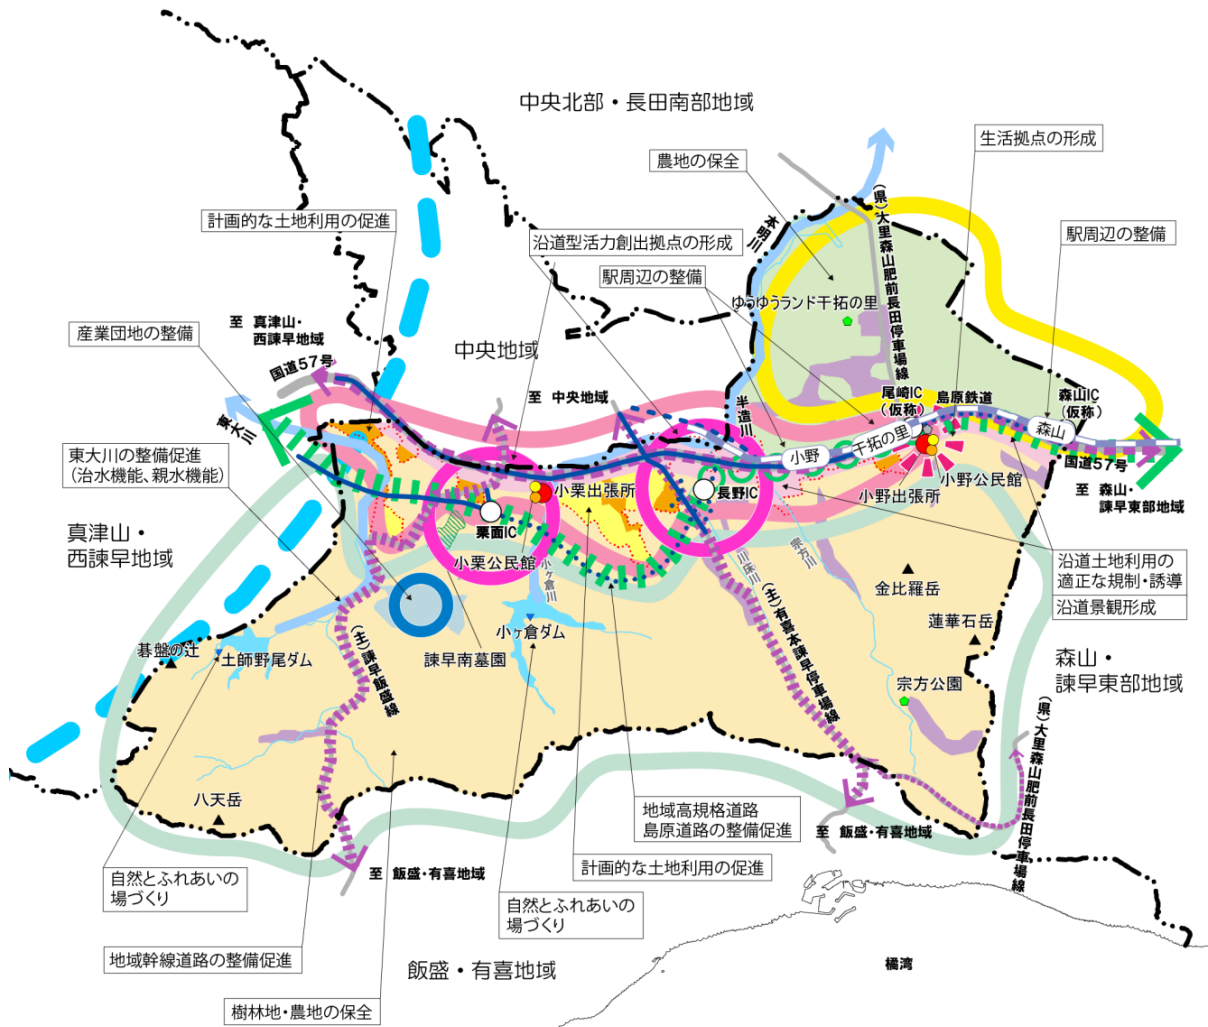 中央北部・長田南部地域
生活拠点の形成
農地の保全
計画的な土地利用の促進
沿道型活力創出拠点の形成
駅周辺の整備
駅周辺の整備
本明川
(県)大里森山肥前長田停車場線
ゆうゆうランド干拓の里
産業団地の整備
至 真津山・
西諫早地域
国道57号
中央地域
至 中央地域
半造川
尾崎IC
(仮称)
島原鉄道
森山IC
(仮称)
東大川
小野
干拓の里
森山
国道57号
至 森山・
諫早東部地域
東大川の整備促進
(治水機能、親水機能)
小栗出張所
長野IC
小野出張所
小野公民館
真津山・
西諫早地域
栗面IC
小栗公民館
小ヶ倉川
川床川
宗方川
金比羅岳
沿道土地利用の
適正な規制・誘導
沿道景観形成
蓮華石岳
碁盤の辻
土師野尾ダム
(主)諫早飯盛線
諫早南墓園
小ヶ倉ダム
(主)有喜本諫早停車場線
宗方公園
森山・
諫早東部地域
(県)大里森山肥前長田停車場線
八天岳
地域高規格道路
島原道路の整備促進
至 飯盛・有喜地域
至 飯盛・有喜地域
計画的な土地利用の促進
自然とふれあいの
場づくり
自然とふれあいの
場づくり
地域幹線道路の整備促進
飯盛・有喜地域
橘湾
樹林地・農地の保全